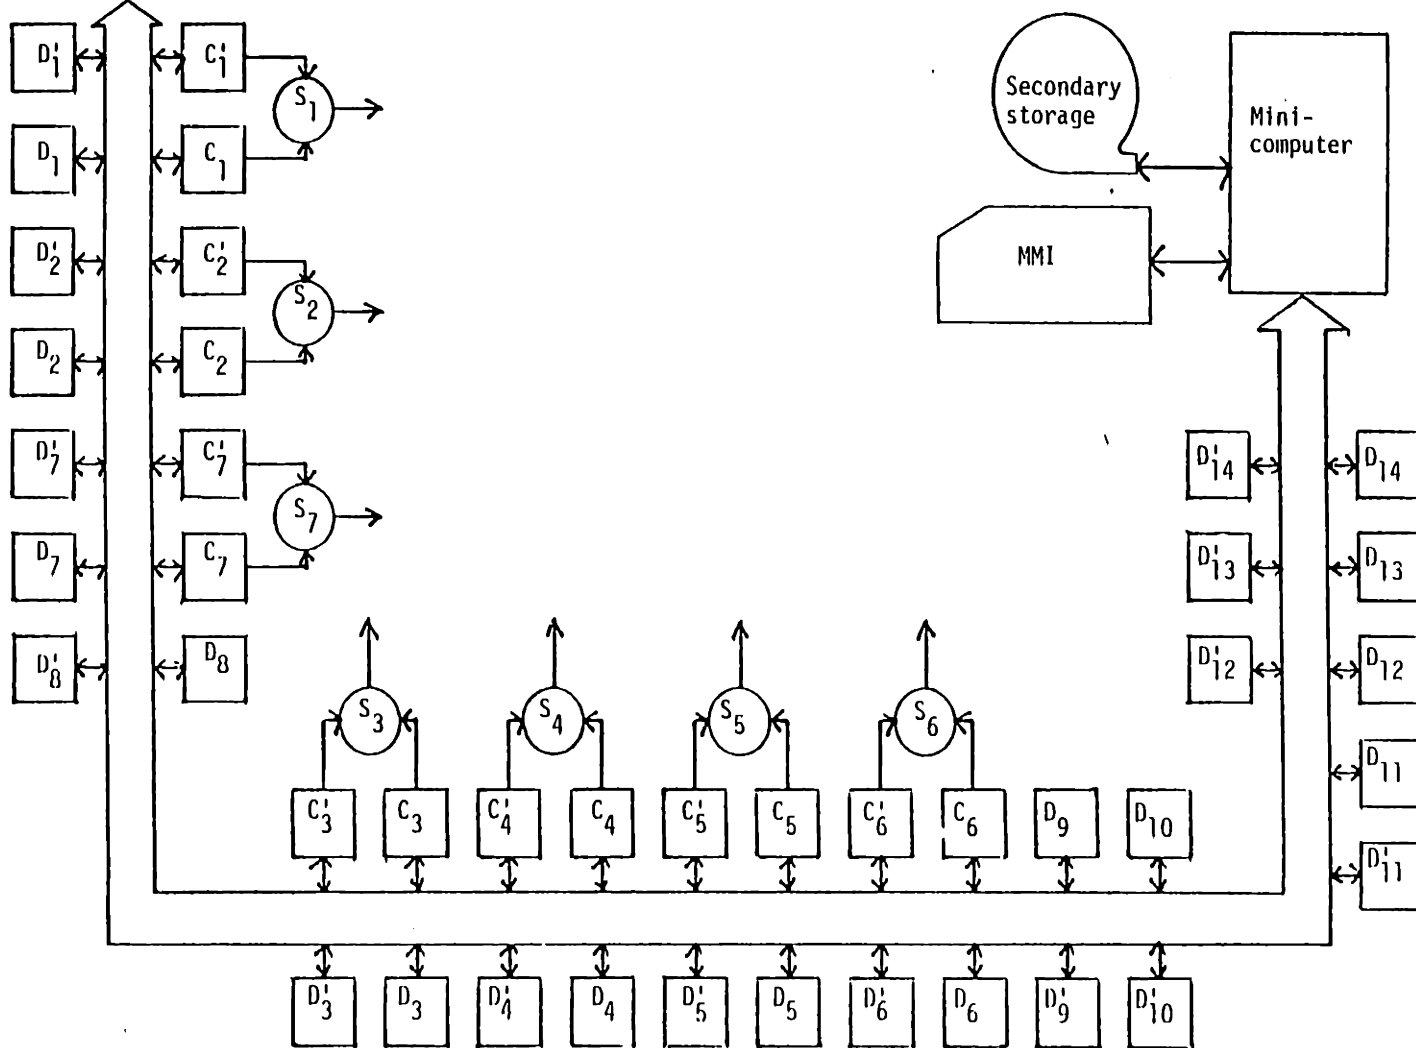 D'1 C'1
S1
D1 C1
D'2 C'2
S2
D2 C2
D'7 C'7
S7
D7 C7
D'8 D8
Secondary
storage
Mini-
computer
MMI
D'14 D14
D'13 D13
D'12 D12
D11
D'11
S3 S4 S5 S6
C'3 C3 C'4 C4 C'5 C5 C'6 C6 D9 D10
D'3 D3 D'4 D4 D'5 D5 D'6 D6 D'9 D'10